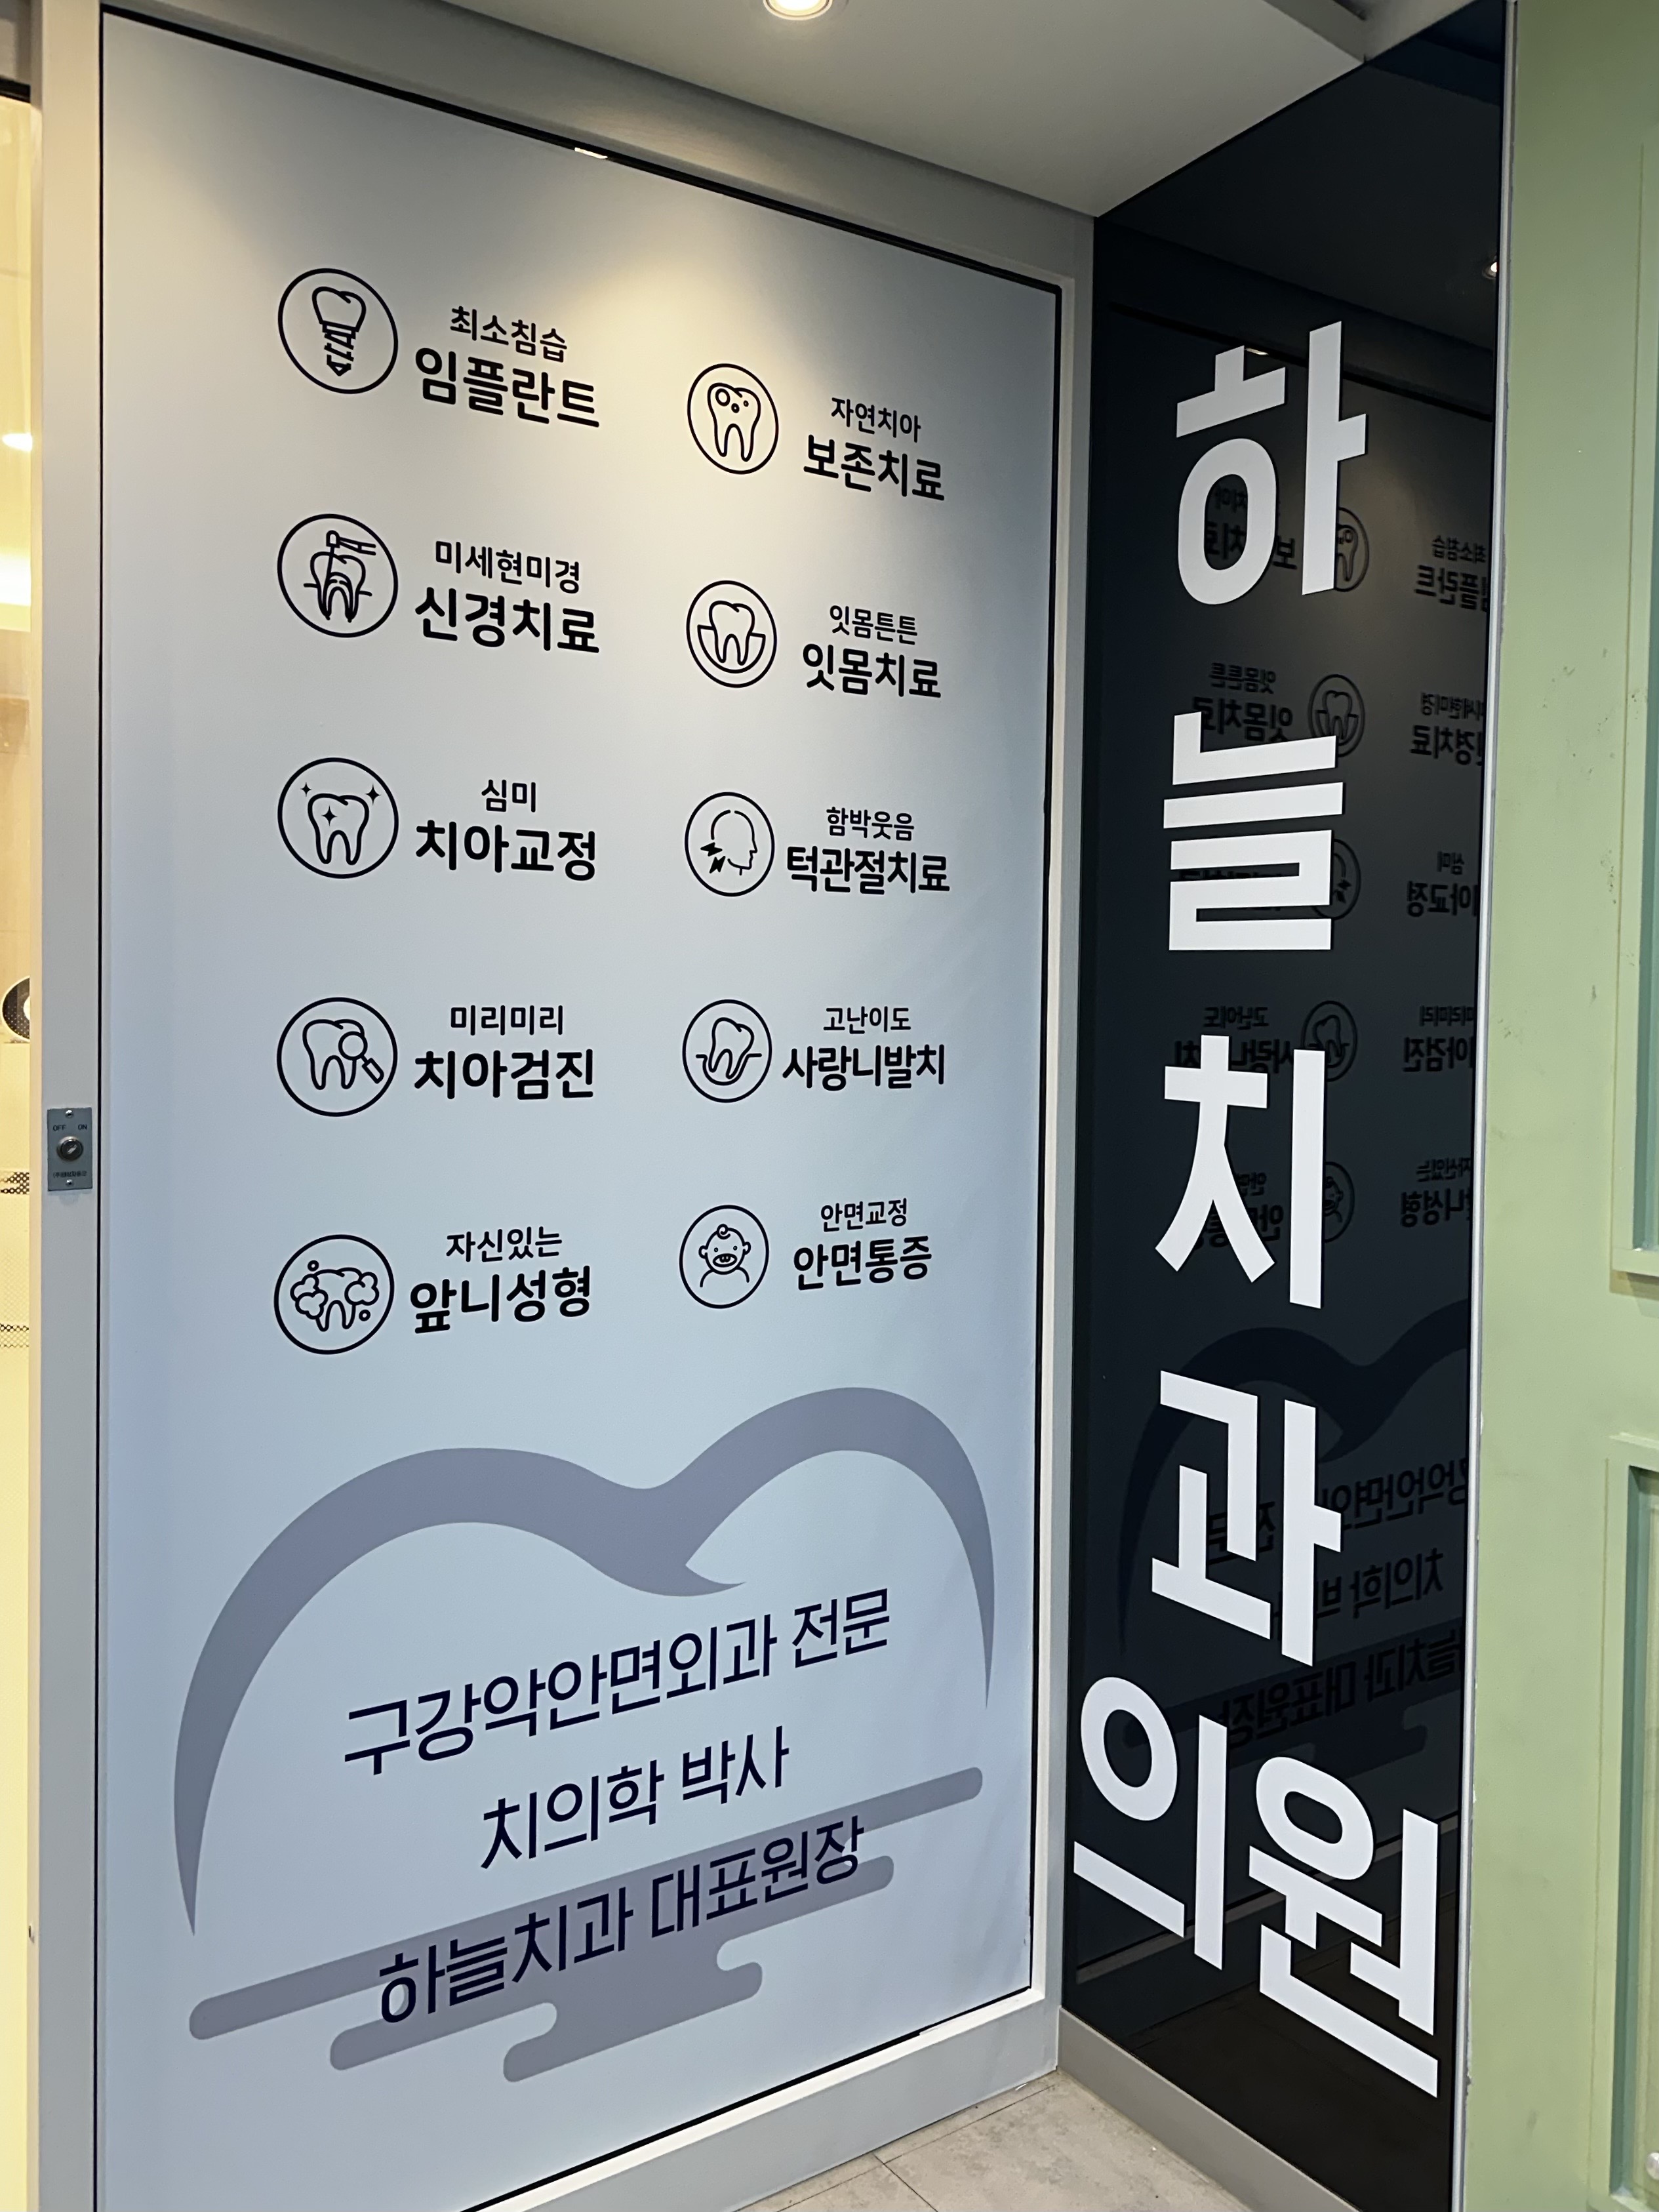 최소침습
임플란트
자연치아
보존치료
미세현미경
신경치료
잇몸튼튼
잇몸치료
심미
치아교정
함박웃음
턱관절치료
미리미리
치아검진
고난이도
사랑니발치
자신있는
앞니성형
안면교정
안면통증
구강악안면외과 전문
치의학 박사
하늘치과 대표원장
하
늘
치
과
의원
OFF ON